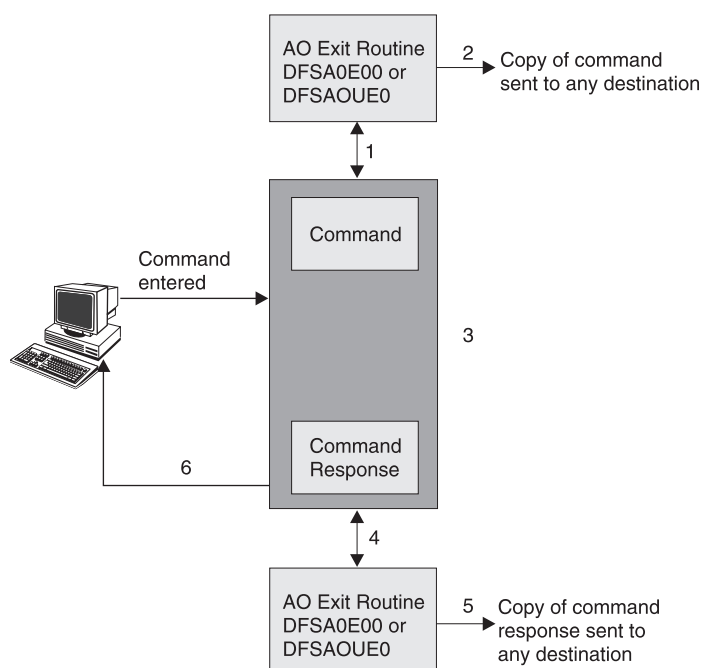 AO Exit Routine
DFSA0E00 or
DFSAOUE0
2
Copy of command
sent to any destination
1
Command
Command
entered
3
Command
Response
6
4
AO Exit Routine
DFSA0E00 or
DFSAOUE0
5
Copy of command
response sent to
any destination